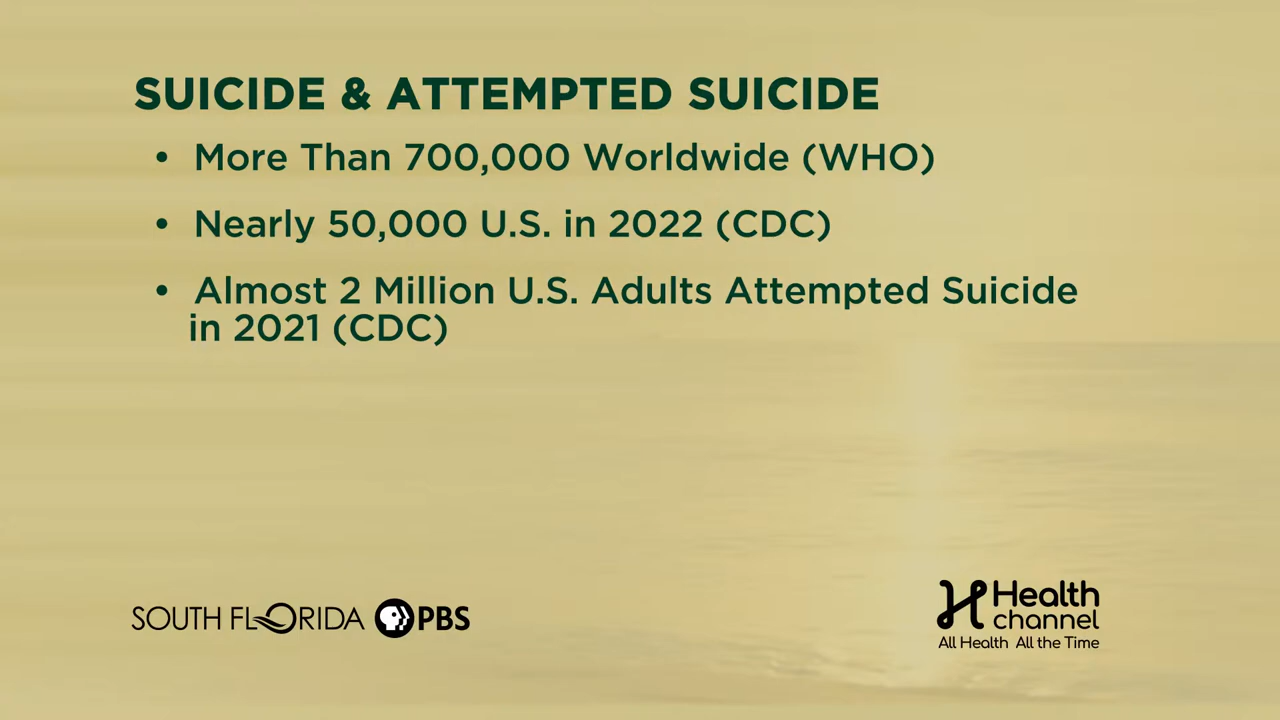 SUICIDE & ATTEMPTED SUICIDE
• More Than 700,000 Worldwide (WHO)
• Nearly 50,000 U.S. in 2022 (CDC)
• Almost 2 Million U.S. Adults Attempted Suicide
in 2021 (CDC)
SOUTH FLORIDA PBS
Health
channel
All Health All the Time